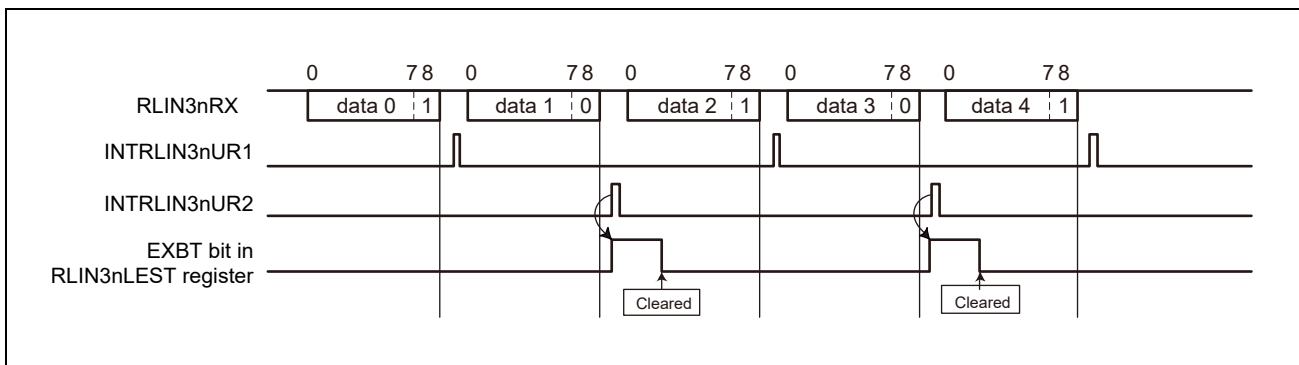 0 7 8 0 7 8 0 7 8 0 7 8 0 7 8
RLIN3nRX data 0 1 data 1 0 data 2 1 data 3 0 data 4 1
INTRLIN3nUR1
INTRLIN3nUR2
EXBT bit in
RLIN3nLEST register
Cleared Cleared